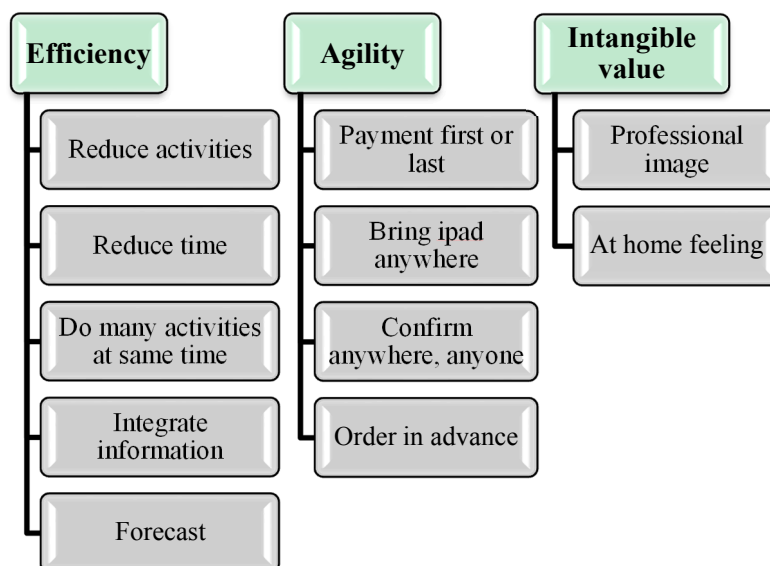 Efficiency
Reduce activities
Reduce time
Do many activities
at same time
Integrate
information
Forecast
Agility
Payment first or
last
Bring ipad
anywhere
Confirm
anywhere, anyone
Order in advance
Intangible
value
Professional
image
At home feeling